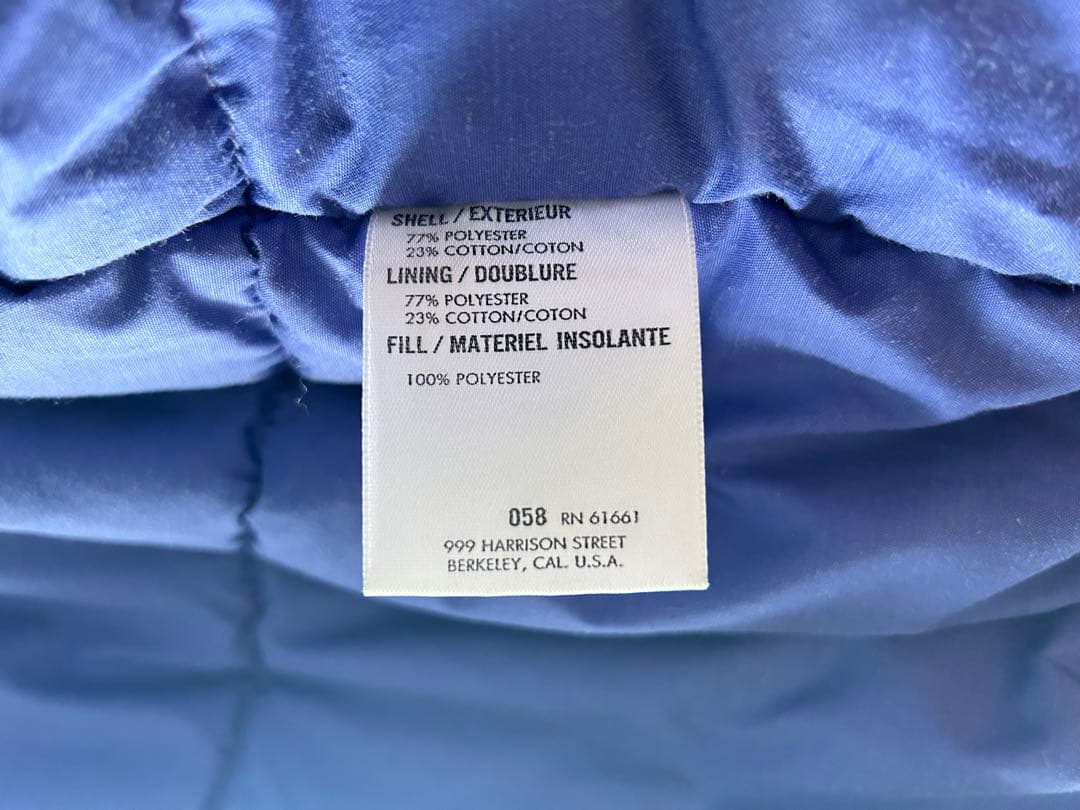 SHELL / EXTERIEUR
77% POLYESTER
23% COTTON/COTON
LINING / DOUBLURE
77% POLYESTER
23% COTTON/COTON
FILL / MATERIEL INSOLANTE
100% POLYESTER
058 RN 61661
999 HARRISON STREET
BERKELEY, CAL. U.S.A.